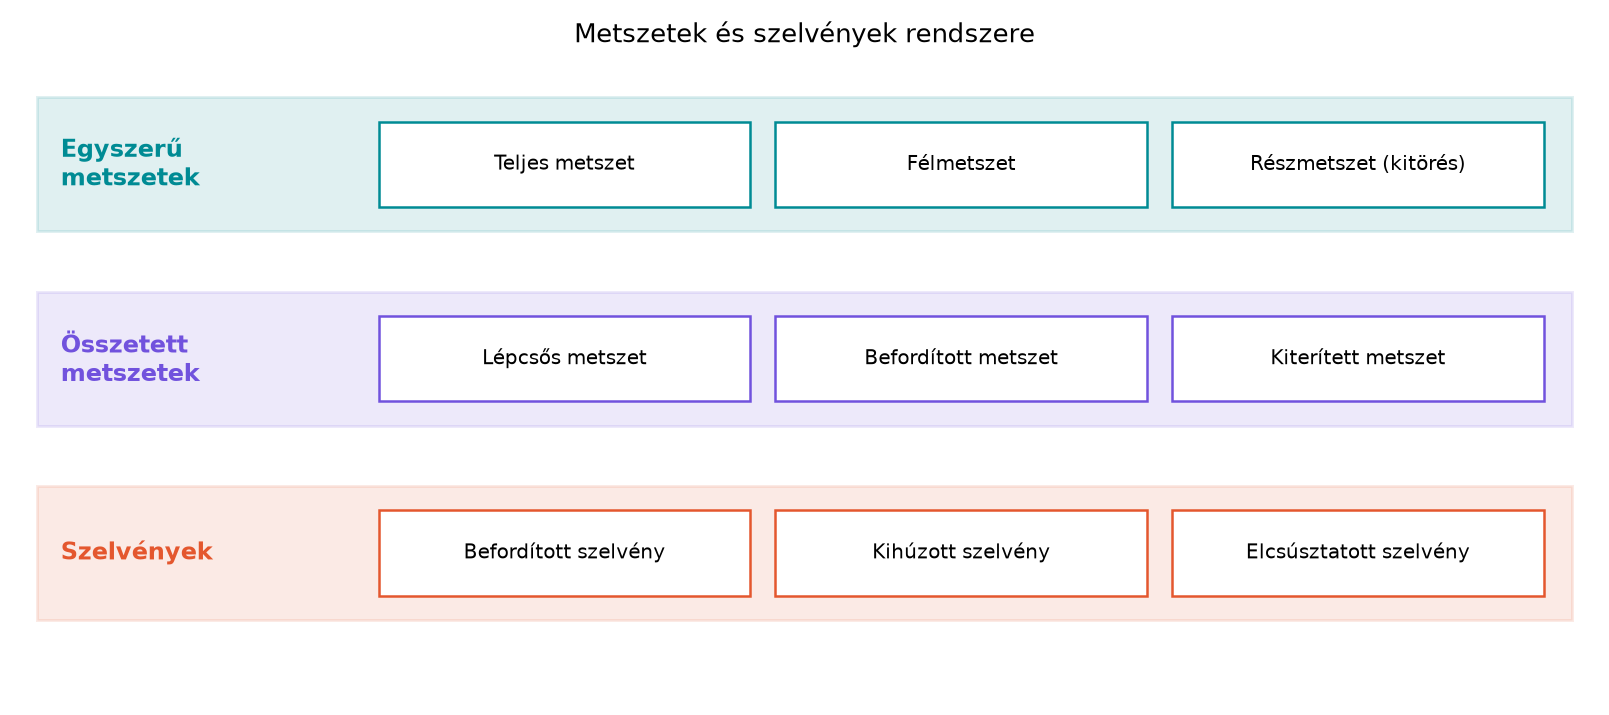 Metszetek és szelvények rendszere
Egyszerű
metszetek
Teljes metszet
Félmetszet
Részmetszet (kitörés)
Összetett
metszetek
Lépcsős metszet
Befordított metszet
Kiterített metszet
Szelvények
Befordított szelvény
Kihúzott szelvény
Elcsúsztatott szelvény